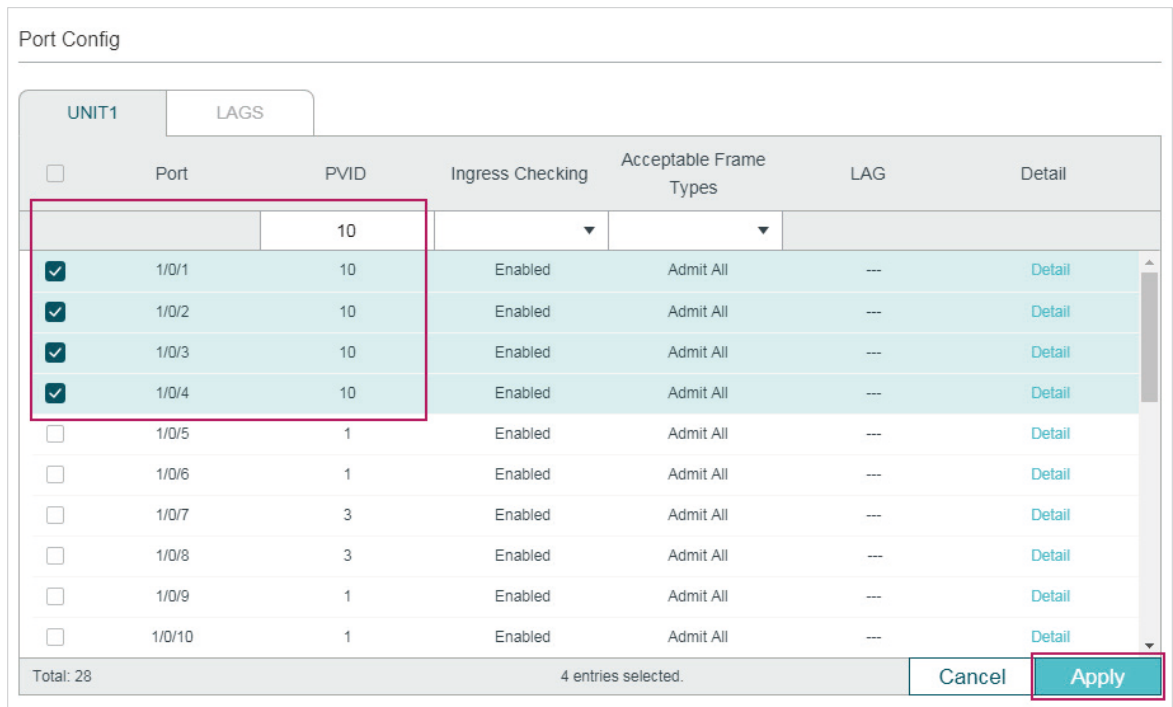 Port Config
UNIT1 LAGS
Port PVID Ingress Checking Acceptable Frame Types LAG Detail
10
1/0/1 10 Enabled Admit All --- Detail
1/0/2 10 Enabled Admit All --- Detail
1/0/3 10 Enabled Admit All --- Detail
1/0/4 10 Enabled Admit All --- Detail
1/0/5 1 Enabled Admit All --- Detail
1/0/6 1 Enabled Admit All --- Detail
1/0/7 3 Enabled Admit All --- Detail
1/0/8 3 Enabled Admit All --- Detail
1/0/9 1 Enabled Admit All --- Detail
1/0/10 1 Enabled Admit All --- Detail
Total: 28 4 entries selected. Cancel Apply